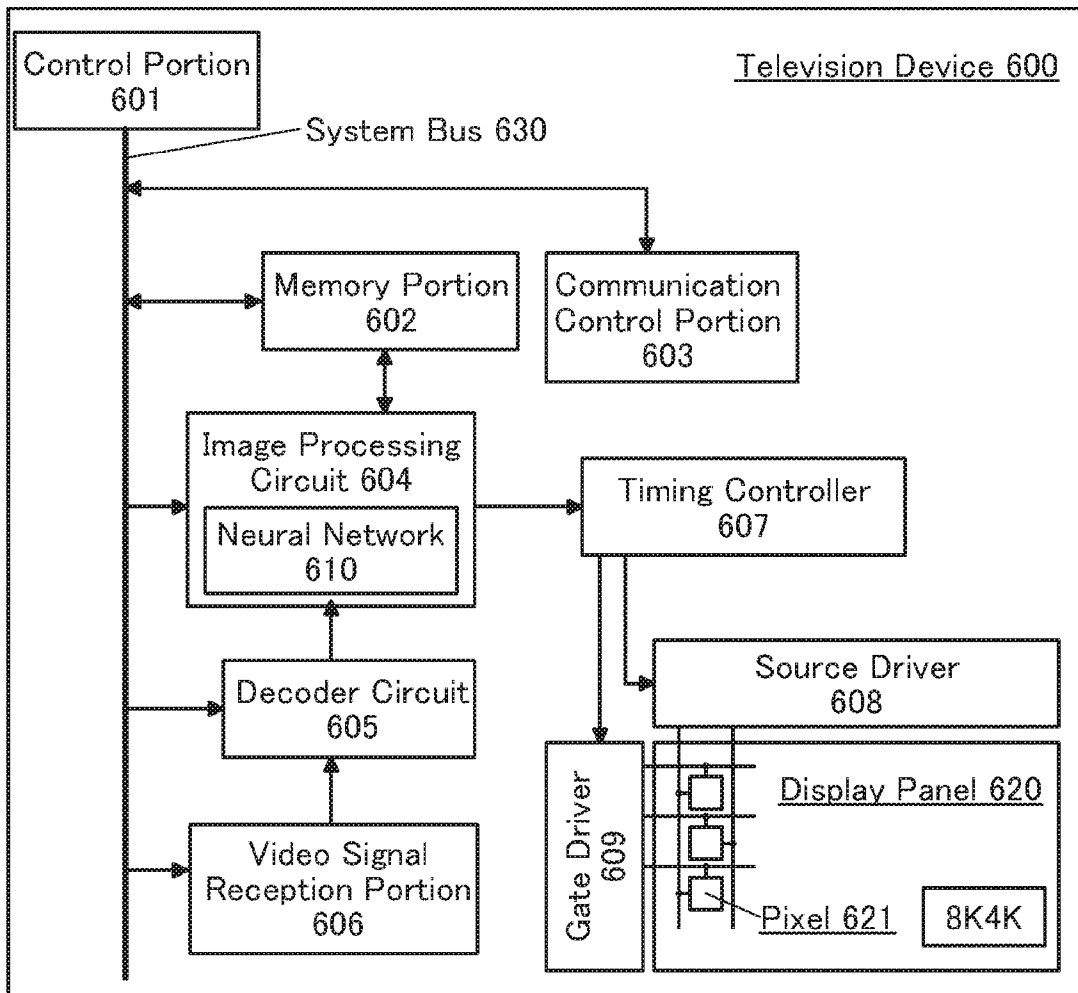 Control Portion
601
Television Device 600
System Bus 630
Memory Portion
602
Communication
Control Portion
603
Image Processing
Circuit 604
Neural Network
610
Timing Controller
607
Decoder Circuit
605
Source Driver
608
Video Signal
Reception Portion
606
Gate Driver
609
Display Panel 620
Pixel 621
8K4K